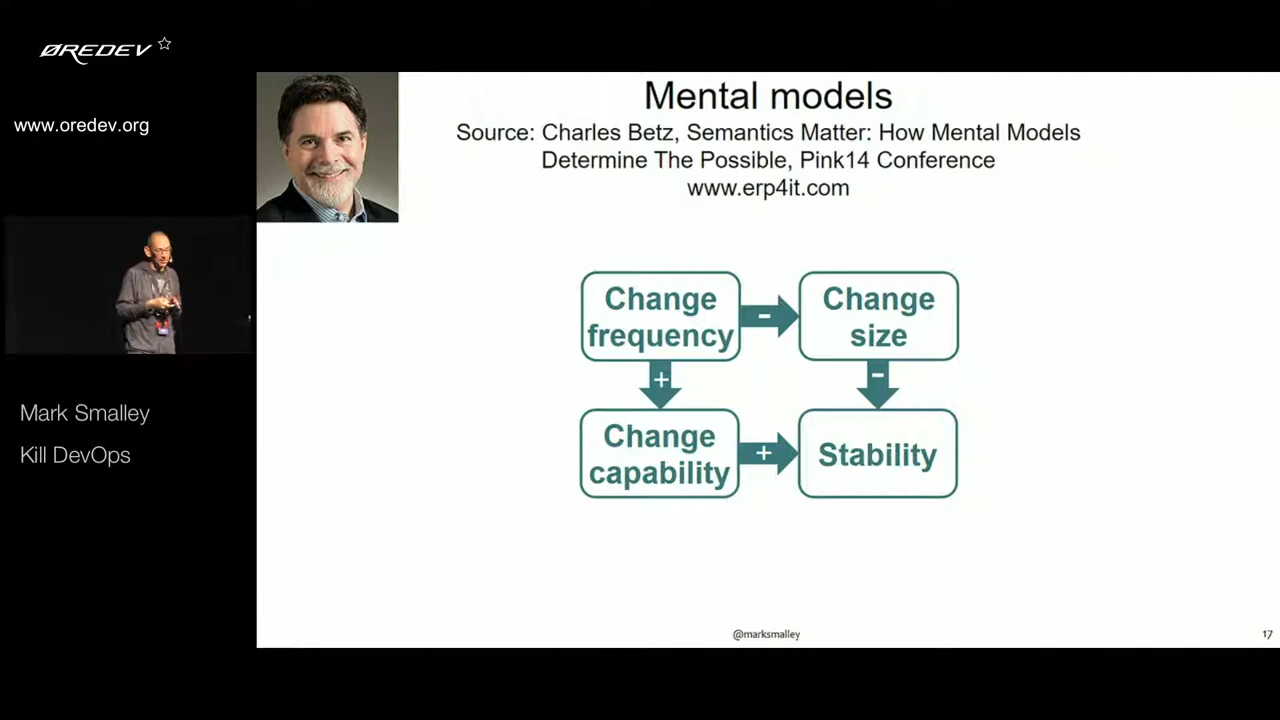 ØREDEV
www.oredev.org
Mark Smalley
Kill DevOps
Mental models
Source: Charles Betz, Semantics Matter: How Mental Models
Determine The Possible, Pink14 Conference
www.erp4it.com
Change
frequency
-
Change
size
+
-
Change
capability
+
Stability
@marksmalley
17